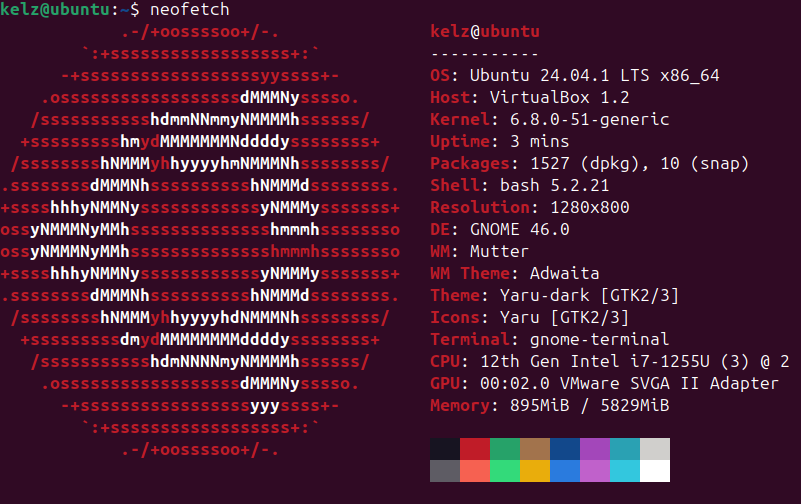 kelz@ubuntu:~$ neofetch
.-/+oossssoo+/-.
`:+ssssssssssssssssss+:`
-+ssssssssssssssssssyyssss+-
.ossssssssssssssssssdMMMNysssso.
/ssssssssssshdmmNNmmyNMMMMhssssss/
+ssssssssshmydMMMMMMMNddddyssssssss+
/sssssssshNMMMyhhyyyyhmNMMMNhssssssss/
.ssssssssdMMMNhsssssssssshNMMMdssssssss.
+sssshhhyNMMNyssssssssssssyNMMMysssssss+
ossyNMMMNyMMhsssssssssssssshmmmhssssssso
ossyNMMMNyMMhsssssssssssssshmmmhssssssso
+sssshhhyNMMNyssssssssssssyNMMMysssssss+
.ssssssssdMMMNhsssssssssshNMMMdssssssss.
/sssssssshNMMMyhhyyyyhdNMMMNhssssssss/
+sssssssssdmydMMMMMMMMddddyssssssss+
/ssssssssssshdmNNNNmyNMMMMhssssss/
.ossssssssssssssssssdMMMNysssso.
-+sssssssssssssssssyyyssss+-
`:+ssssssssssssssssss+:`
.-/+oossssoo+/-.
kelz@ubuntu
-----------
OS: Ubuntu 24.04.1 LTS x86_64
Host: VirtualBox 1.2
Kernel: 6.8.0-51-generic
Uptime: 3 mins
Packages: 1527 (dpkg), 10 (snap)
Shell: bash 5.2.21
Resolution: 1280x800
DE: GNOME 46.0
WM: Mutter
WM Theme: Adwaita
Theme: Yaru-dark [GTK2/3]
Icons: Yaru [GTK2/3]
Terminal: gnome-terminal
CPU: 12th Gen Intel i7-1255U (3) @ 2
GPU: 00:02.0 VMware SVGA II Adapter
Memory: 895MiB / 5829MiB